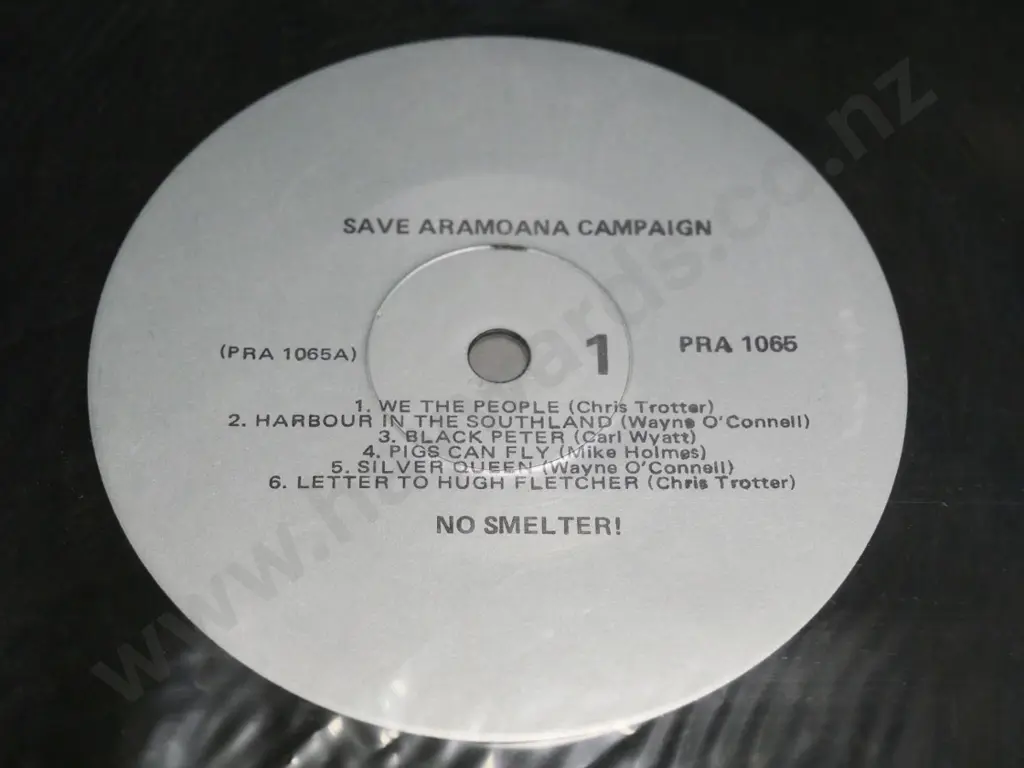 SAVE ARAMOANA CAMPAIGN
(PRA 1065A) 1 PRA 1065
1. WE THE PEOPLE (Chris Trotter)
2. HARBOUR IN THE SOUTHLAND (Wayne O'Connell)
3. BLACK PETER (Carl Wyatt)
4. PIGS CAN FLY (Mike Holmes)
5. SILVER QUEEN (Wayne O'Connell)
6. LETTER TO HUGH FLETCHER (Chris Trotter)
NO SMELTER!